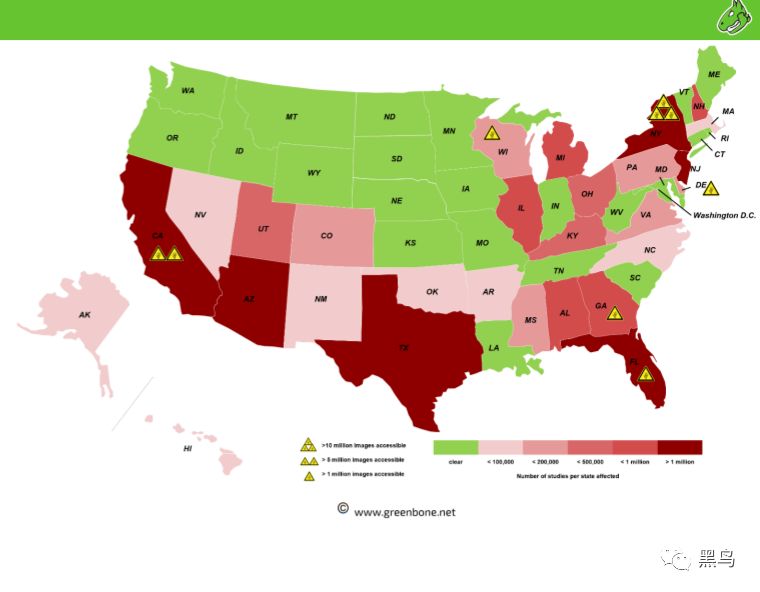 ME
WA
VT
MT
ND
NH
MA
OR
MN
NY
RI
ID
WI
SD
MI
CT
WY
PA
MD
NJ
DE
IA
NE
OH
NV
IL
IN
Washington D.C.
WV
VA
UT
CO
CA
KS
MO
KY
NC
TN
OK
AR
SC
AZ
NM
GA
AK
MS
AL
LA
TX
FL
HI
>10 million images accessible
> 5 million images accessible
> 1 million images accessible
clear < 100,000 < 200,000 < 500,000 < 1 million > 1 million
Number of studies per state affected
© www.greenbone.net
黑鸟